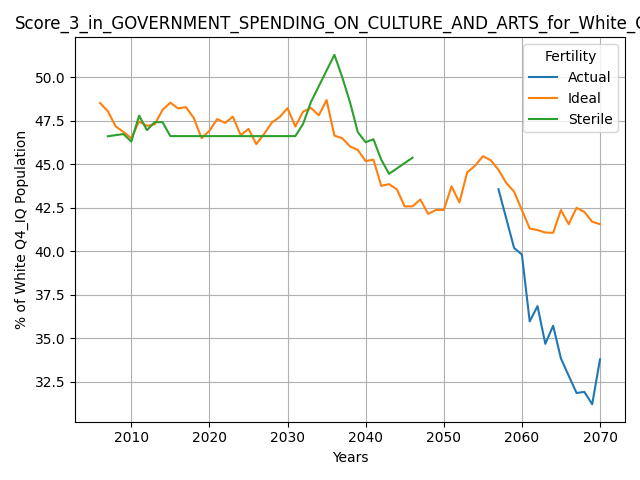 Score_3_in_GOVERNMENT_SPENDING_ON_CULTURE_AND_ARTS_for_White_
Fertility
Actual
Ideal
Sterile
% of White Q4_IQ Population
50.0
47.5
45.0
42.5
40.0
37.5
35.0
32.5
2010
2020
2030
2040
2050
2060
2070
Years